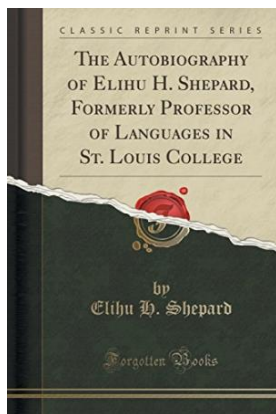 CLASSIC REPRINT SERIES
THE AUTOBIOGRAPHY
OF ELIHU H. SHEPARD,
FORMERLY PROFESSOR
OF LANGUAGES IN
ST. LOUIS COLLEGE
by
Elihu H. Shepard
Forgotten Books